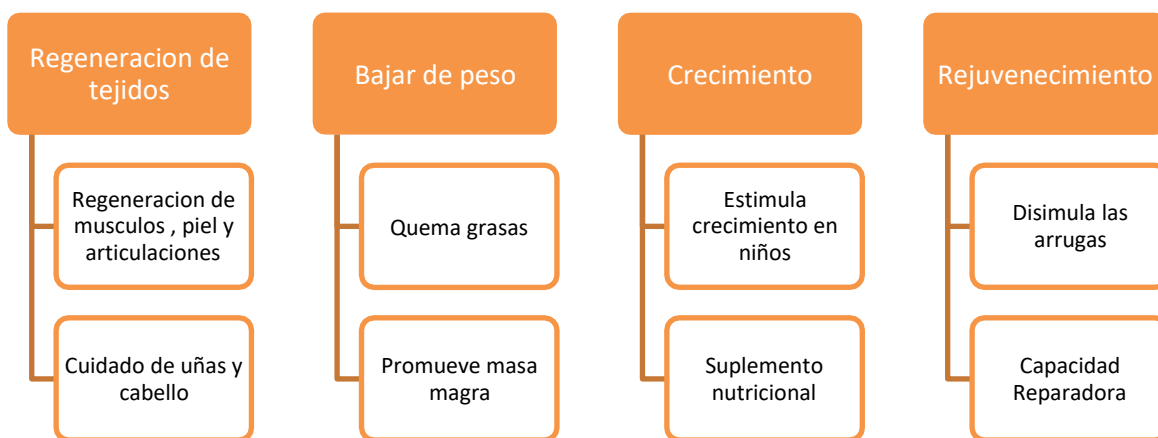 Regeneracion de
tejidos
Regeneracion de
musculos , piel y
articulaciones
Cuidado de uñas y
cabello
Bajar de peso
Quema grasas
Promueve masa
magra
Crecimiento
Estimula
crecimiento en
niños
Suplemento
nutricional
Rejuvenecimiento
Disimula las
arrugas
Capacidad
Reparadora